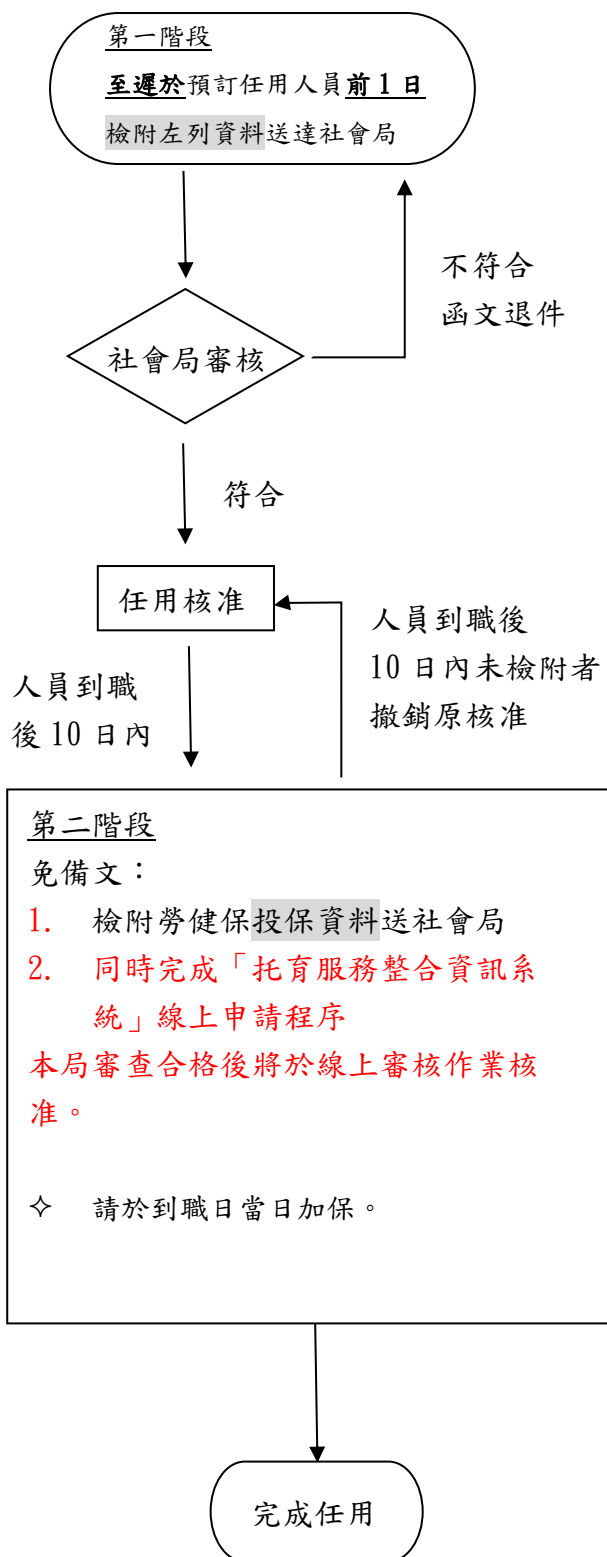 第一階段
至遲於預訂任用人員前1日
檢附左列資料送達社會局
不符合
函文退件
社會局審核
符合
任用核准
人員到職後
10日內未檢附者
撤銷原核准
人員到職
後10日內
第二階段
免備文：
1. 檢附勞健保投保資料送社會局
2. 同時完成「托育服務整合資訊系
統」線上申請程序
本局審查合格後將於線上審核作業核
准。
✧ 請於到職日當日加保。
完成任用